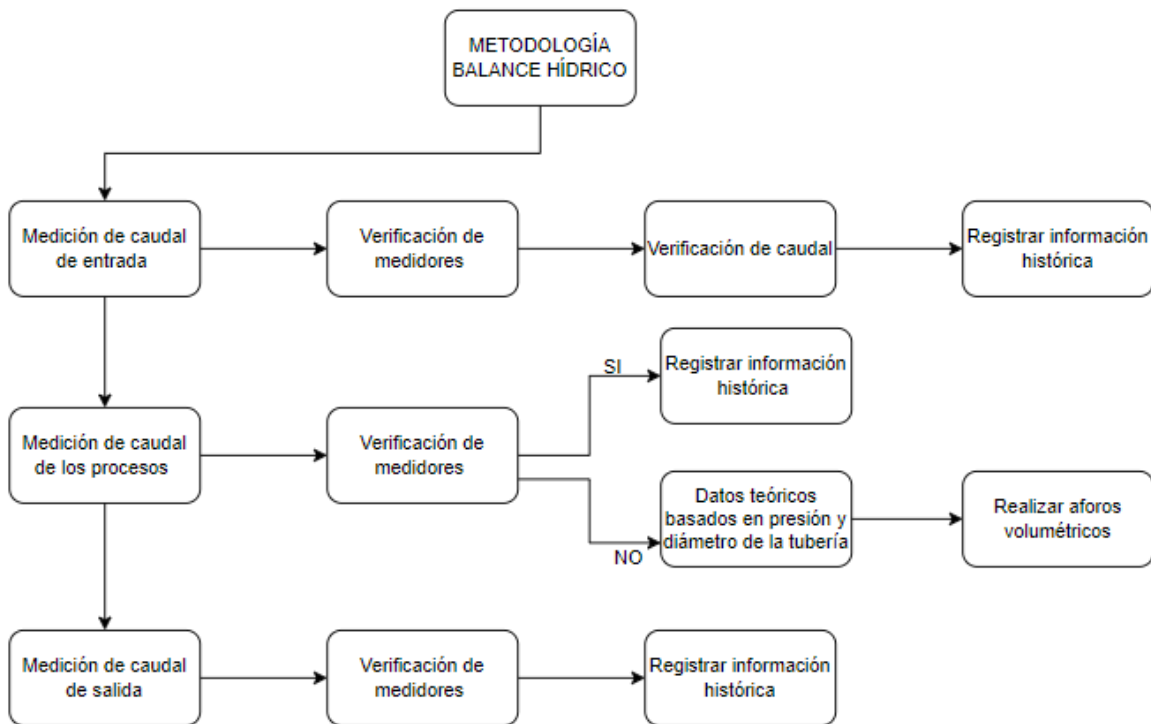 METODOLOGÍA
BALANCE HÍDRICO
Medición de caudal
de entrada
Verificación de
medidores
Verificación de caudal
Registrar información
histórica
SI
Registrar información
histórica
Medición de caudal
de los procesos
Verificación de
medidores
NO
Datos teóricos
basados en presión y
diámetro de la tubería
Realizar aforos
volumétricos
Medición de caudal
de salida
Verificación de
medidores
Registrar información
histórica